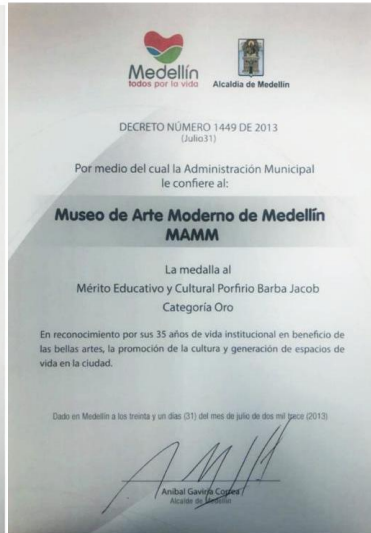 Medellín
todos por la vida
Alcaldía de Medellín
DECRETO NÚMERO 1449 DE 2013
(Julio31)
Por medio del cual la Administración Municipal
le confiere al:
Museo de Arte Moderno de Medellín
MAMM
La medalla al
Mérito Educativo y Cultural Porfirio Barba Jacob
Categoría Oro
En reconocimiento por sus 35 años de vida institucional en beneficio de
las bellas artes, la promoción de la cultura y generación de espacios de
vida en la ciudad.
Dado en Medellín a los treinta y un días (31) del mes de julio de dos mil trece (2013)
Aníbal Gaviria Correa
Alcalde de Medellín